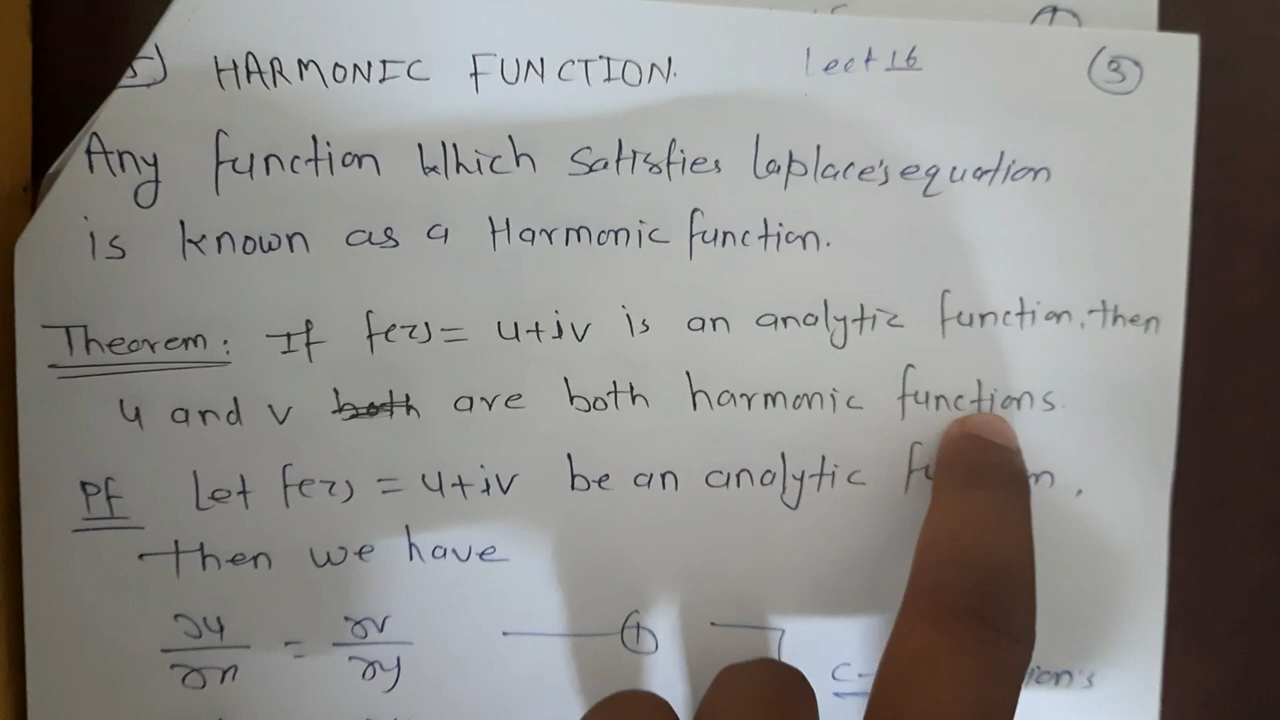 5) HARMONIC FUNCTION. Lect 16 (3)
Any function which satisfies Laplace's equation
is known as a Harmonic function.
Theorem: If f(z) = u+iv is an analytic function, then
u and v both are both harmonic functions.
Pf Let f(z) = u+iv be an analytic
then we have
∂u/∂x = ∂v/∂y ——— (1)